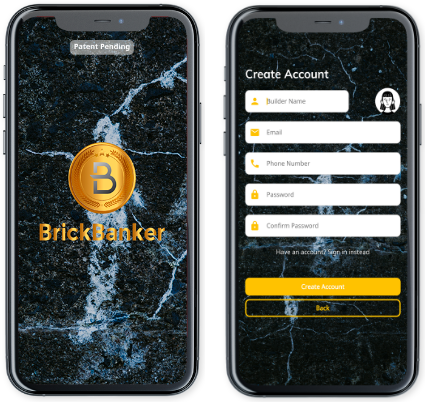 Patent Pending
B
BrickBanker
Create Account
Builder Name
Email
Phone Number
Password
Confirm Password
Have an account? Sign in instead
Create Account
Back